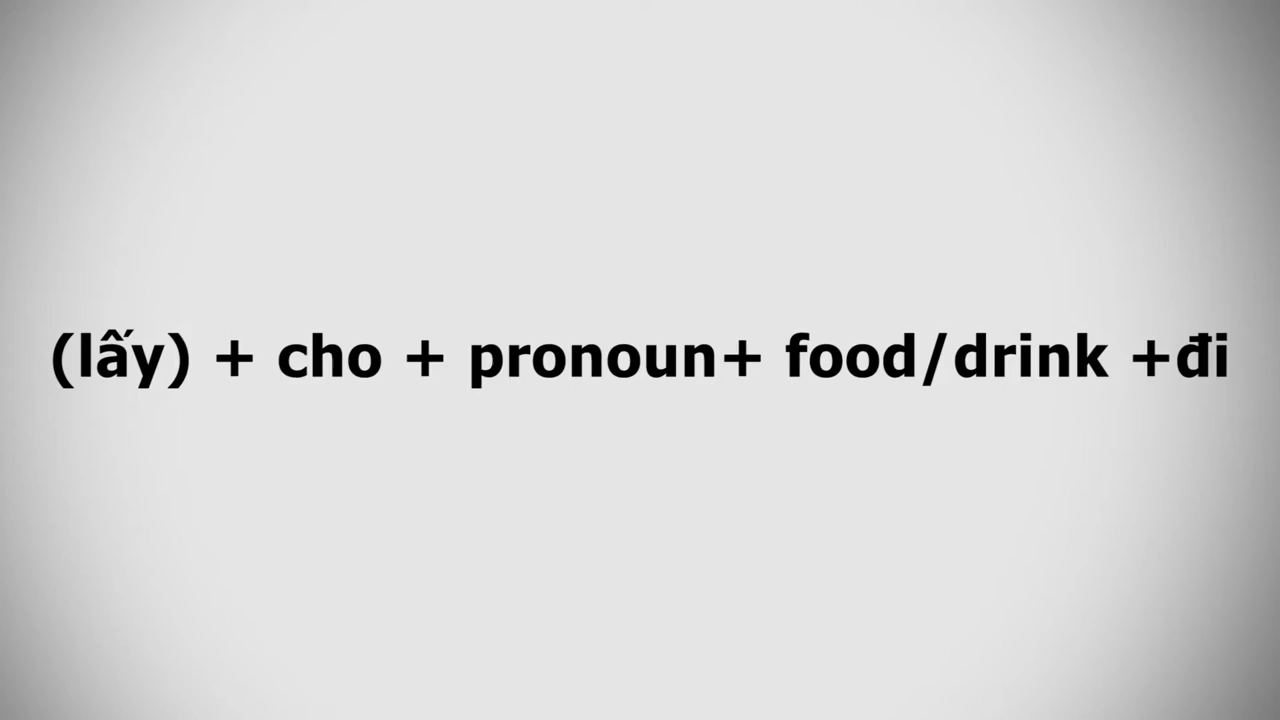 (lấy) + cho + pronoun+ food/drink +đi